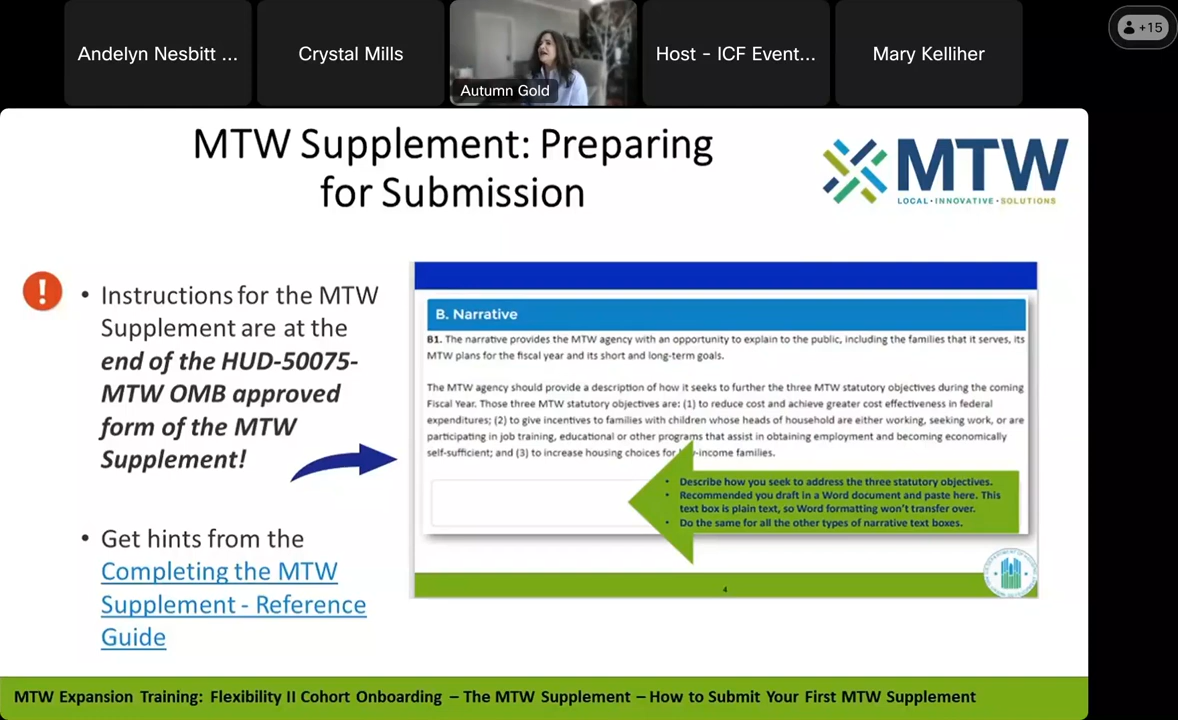 Andelyn Nesbitt ...
Crystal Mills
Autumn Gold
Host - ICF Event...
Mary Kelliher
+15
MTW Supplement: Preparing
for Submission
MTW
LOCAL • INNOVATIVE • SOLUTIONS
!
• Instructions for the MTW
Supplement are at the
end of the HUD-50075-
MTW OMB approved
form of the MTW
Supplement!
• Get hints from the
Completing the MTW
Supplement - Reference
Guide
B. Narrative
B1. The narrative provides the MTW agency with an opportunity to explain to the public, including the families that it serves, its
MTW plans for the fiscal year and its short and long-term goals.
The MTW agency should provide a description of how it seeks to further the three MTW statutory objectives during the coming
Fiscal Year. Those three MTW statutory objectives are: (1) to reduce cost and achieve greater cost effectiveness in federal
expenditures; (2) to give incentives to families with children whose heads of household are either working, seeking work, or are
participating in job training, educational or other programs that assist in obtaining employment and becoming economically
self-sufficient; and (3) to increase housing choices for -income families.
• Describe how you seek to address the three statutory objectives.
• Recommended you draft in a Word document and paste here. This
text box is plain text, so Word formatting won't transfer over.
• Do the same for all the other types of narrative text boxes.
4
MTW Expansion Training: Flexibility II Cohort Onboarding – The MTW Supplement – How to Submit Your First MTW Supplement